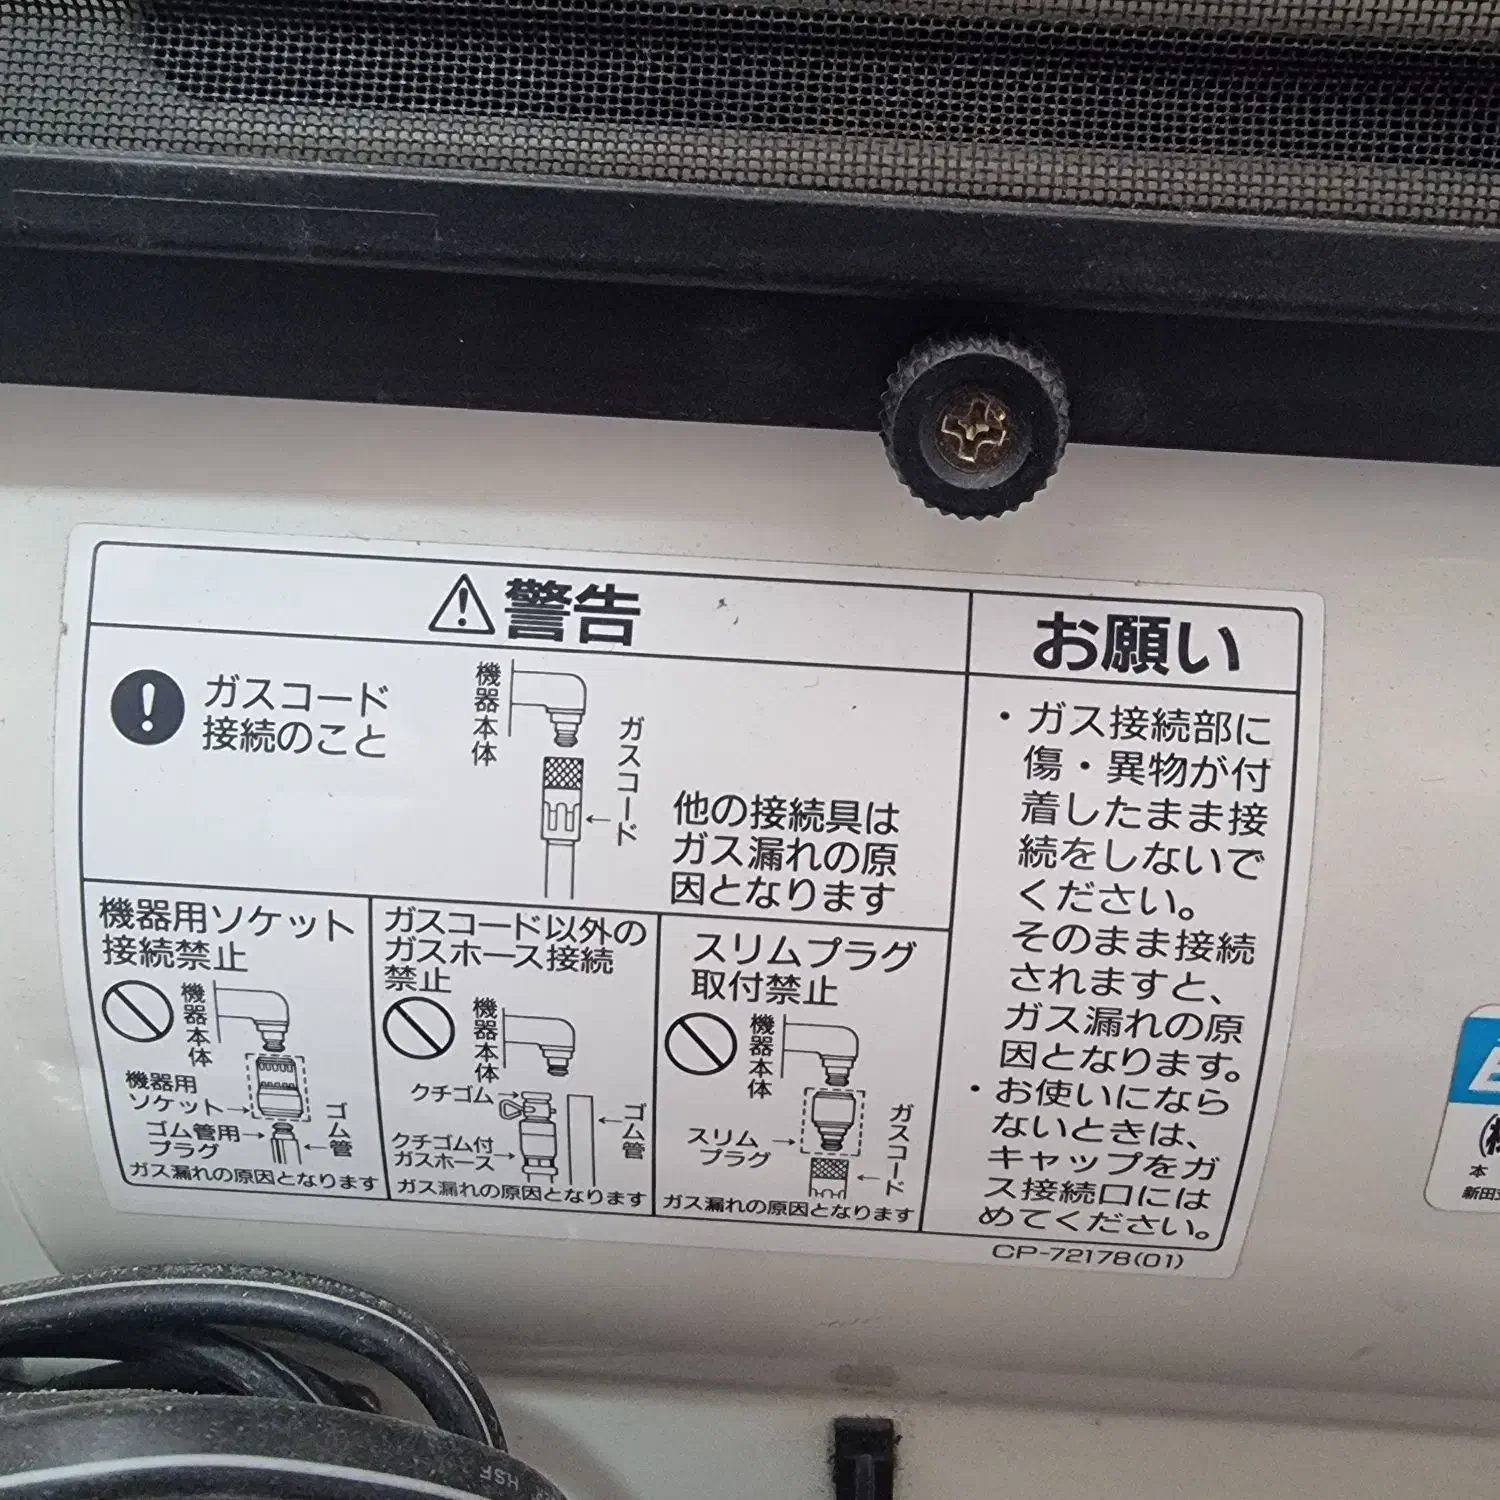 警告
ガスコード
接続のこと
機器本体
ガスコード
他の接続具は
ガス漏れの原
因となります
機器用ソケット
接続禁止
機器本体
機器用
ソケット
ゴム管用
プラグ
ゴム管
ガス漏れの原因となります
ガスコード以外の
ガスホース接続
禁止
機器本体
クチゴム
クチゴム付
ガスホース
ゴム管
ガス漏れの原因となります
スリムプラグ
取付禁止
機器本体
スリム
プラグ
ガスコード
ガス漏れの原因となります
お願い
・ガス接続部に
傷・異物が付
着したまま接
続をしないで
ください。
そのまま接続
されますと、
ガス漏れの原
因となります。
・お使いになら
ないときは、
キャップをガ
ス接続口には
めてください。
CP-72178(01)
本
新田
HSF